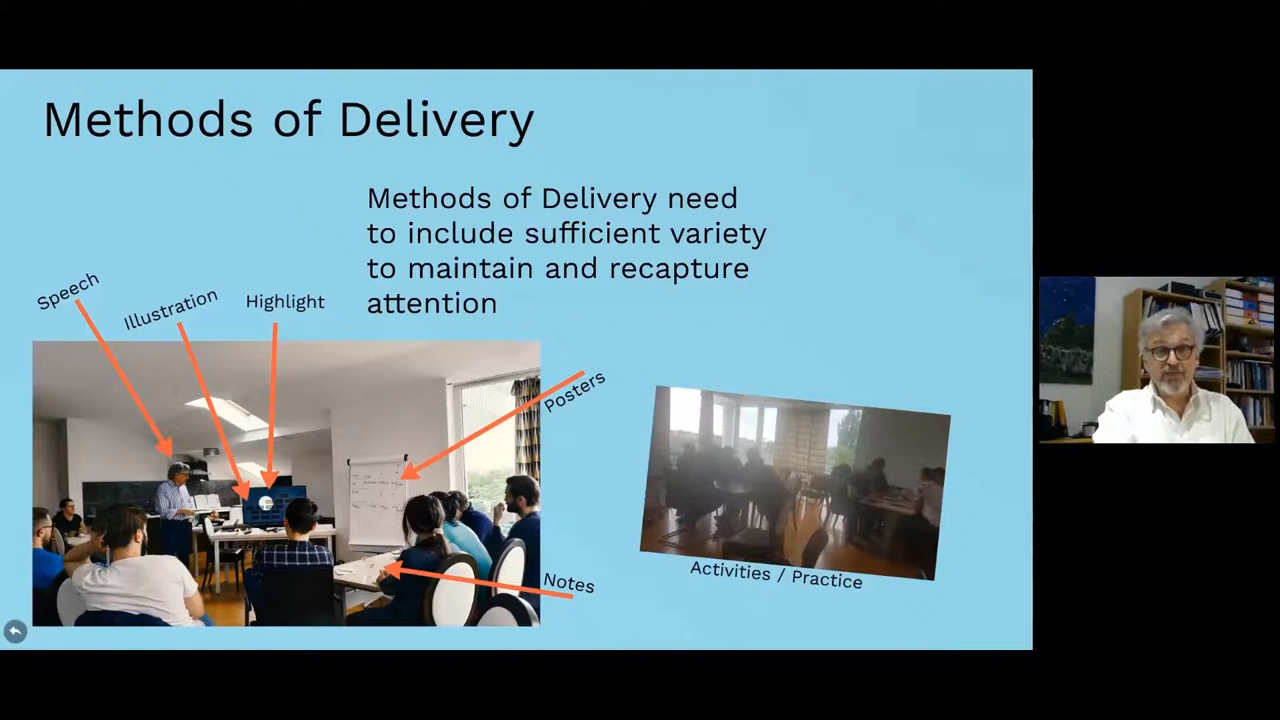 Methods of Delivery
Methods of Delivery need
to include sufficient variety
to maintain and recapture
attention
Speech
Illustration
Highlight
Posters
Notes
Activities / Practice